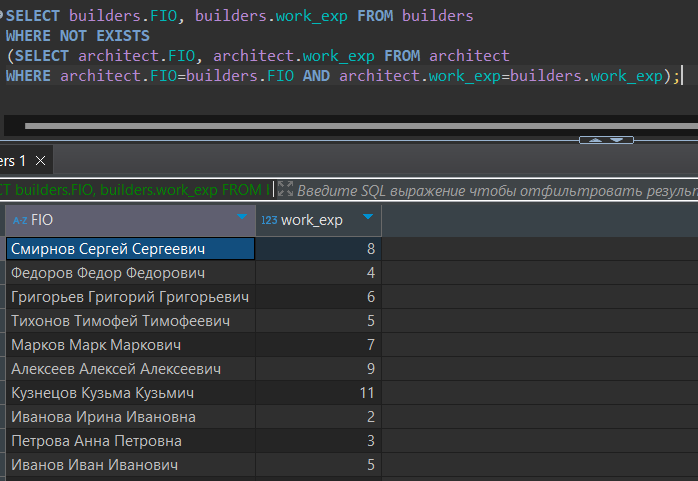 SELECT builders.FIO, builders.work_exp FROM builders
WHERE NOT EXISTS
(SELECT architect.FIO, architect.work_exp FROM architect
WHERE architect.FIO=builders.FIO AND architect.work_exp=builders.work_exp);
ers 1 ×
CT builders.FIO, builders.work_exp FROM Введите SQL выражение чтобы отфильтровать резуль
A-Z FIO 123 work_exp
Смирнов Сергей Сергеевич 8
Федоров Федор Федорович 4
Григорьев Григорий Григорьевич 6
Тихонов Тимофей Тимофеевич 5
Марков Марк Маркович 7
Алексеев Алексей Алексеевич 9
Кузнецов Кузьма Кузьмич 11
Иванова Ирина Ивановна 2
Петрова Анна Петровна 3
Иванов Иван Иванович 5